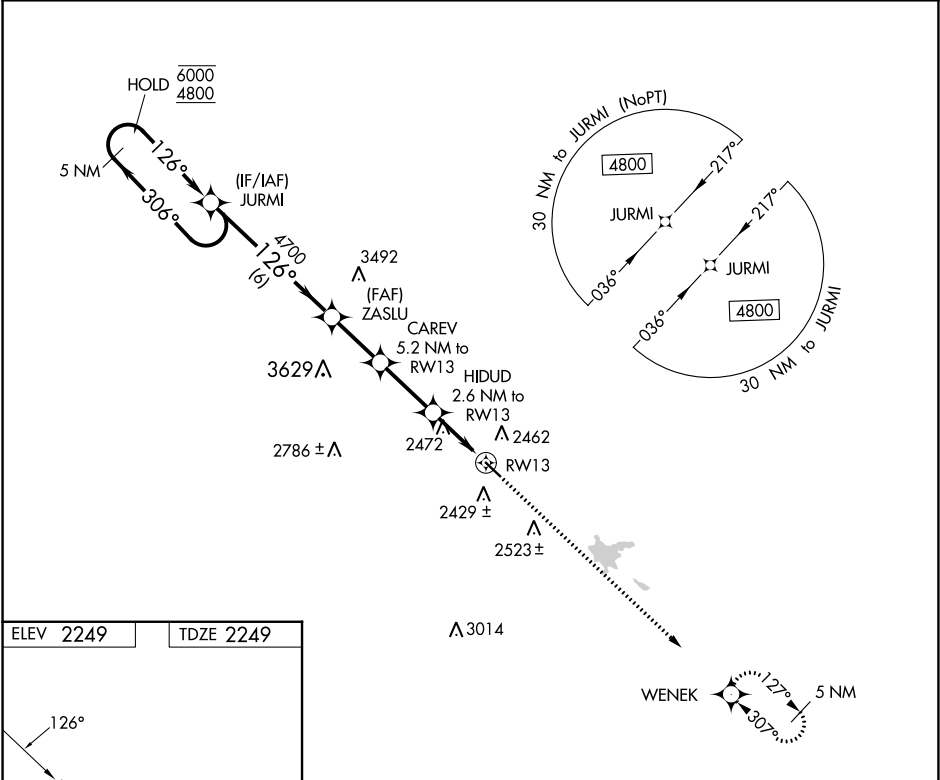 HOLD 6000
4800
5 NM
126°
306°
(IF/IAF)
JURMI
4700
126°
(6)
3492
(FAF)
ZASLU
CAREV
5.2 NM to
RW13
3629
HIDUD
2.6 NM to
RW13
2472
2462
2786 ±
RW13
2429 ±
2523 ±
3014
30 NM to JURMI (NoPT)
4800
217°
JURMI
036°
217°
JURMI
036°
4800
30 NM to JURMI
WENEK
127°
307°
5 NM
ELEV 2249
TDZE 2249
126°